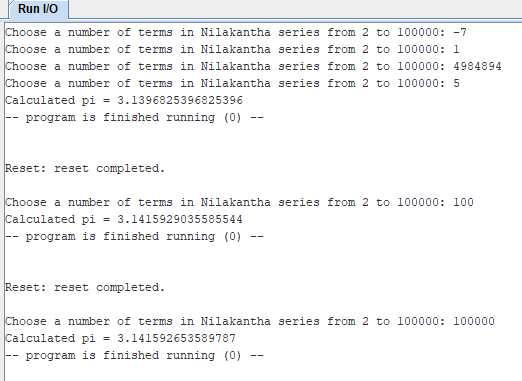 Run I/O
Choose a number of terms in Nilakantha series from 2 to 100000: -7
Choose a number of terms in Nilakantha series from 2 to 100000: 1
Choose a number of terms in Nilakantha series from 2 to 100000: 4984894
Choose a number of terms in Nilakantha series from 2 to 100000: 5
Calculated pi = 3.1396825396825396
-- program is finished running (0) --
Reset: reset completed.
Choose a number of terms in Nilakantha series from 2 to 100000: 100
Calculated pi = 3.1415929035585544
-- program is finished running (0) --
Reset: reset completed.
Choose a number of terms in Nilakantha series from 2 to 100000: 100000
Calculated pi = 3.141592653589787
-- program is finished running (0) --